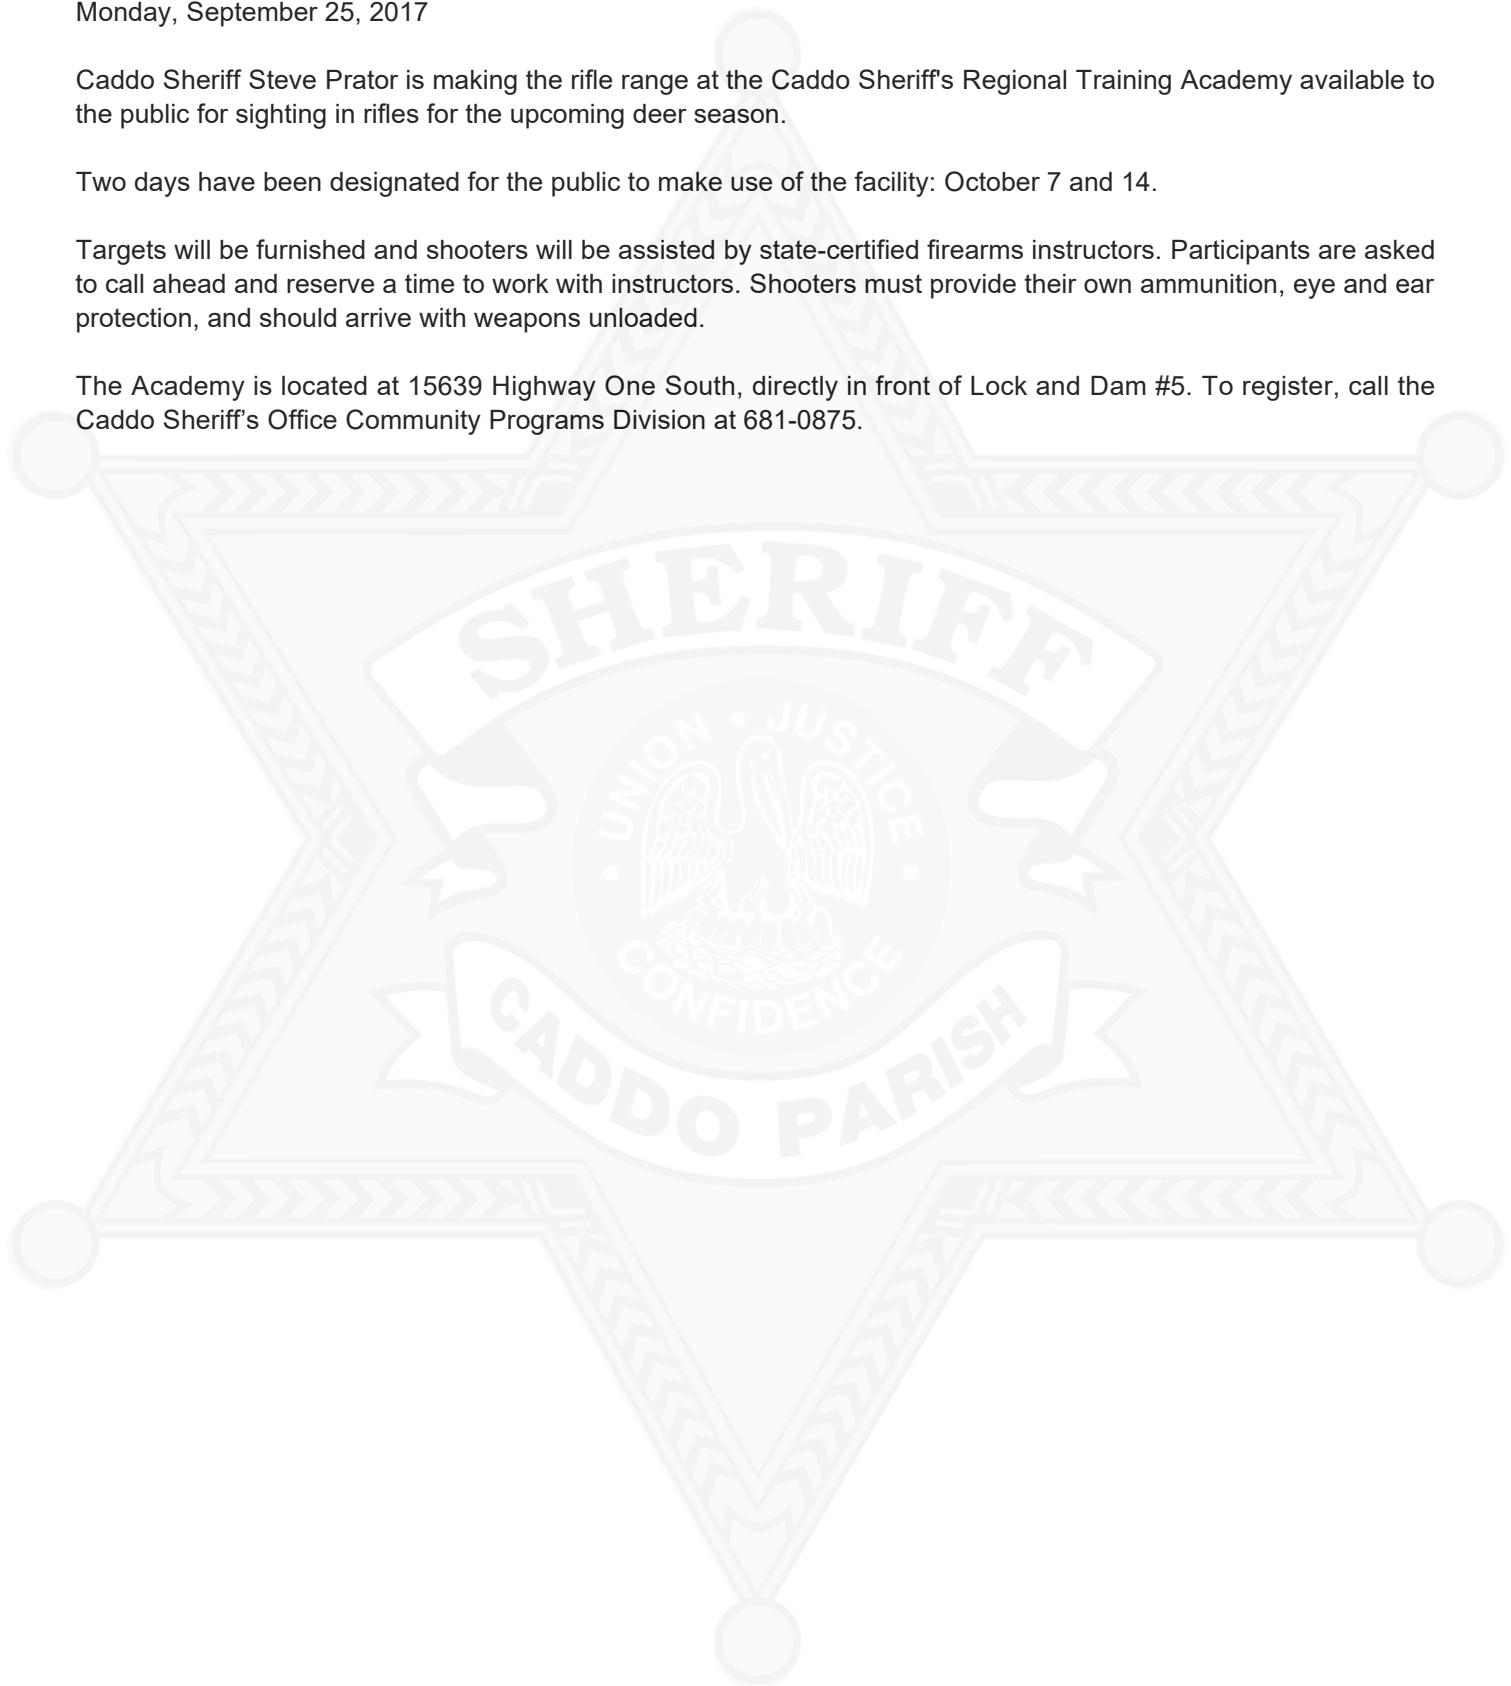 Monday, September 25, 2017
Caddo Sheriff Steve Prator is making the rifle range at the Caddo Sheriff's Regional Training Academy available to
the public for sighting in rifles for the upcoming deer season.
Two days have been designated for the public to make use of the facility: October 7 and 14.
Targets will be furnished and shooters will be assisted by state-certified firearms instructors. Participants are asked
to call ahead and reserve a time to work with instructors. Shooters must provide their own ammunition, eye and ear
protection, and should arrive with weapons unloaded.
The Academy is located at 15639 Highway One South, directly in front of Lock and Dam #5. To register, call the
Caddo Sheriff’s Office Community Programs Division at 681-0875.
SHERIFF
UNION • JUSTICE
• CONFIDENCE •
CADDO PARISH